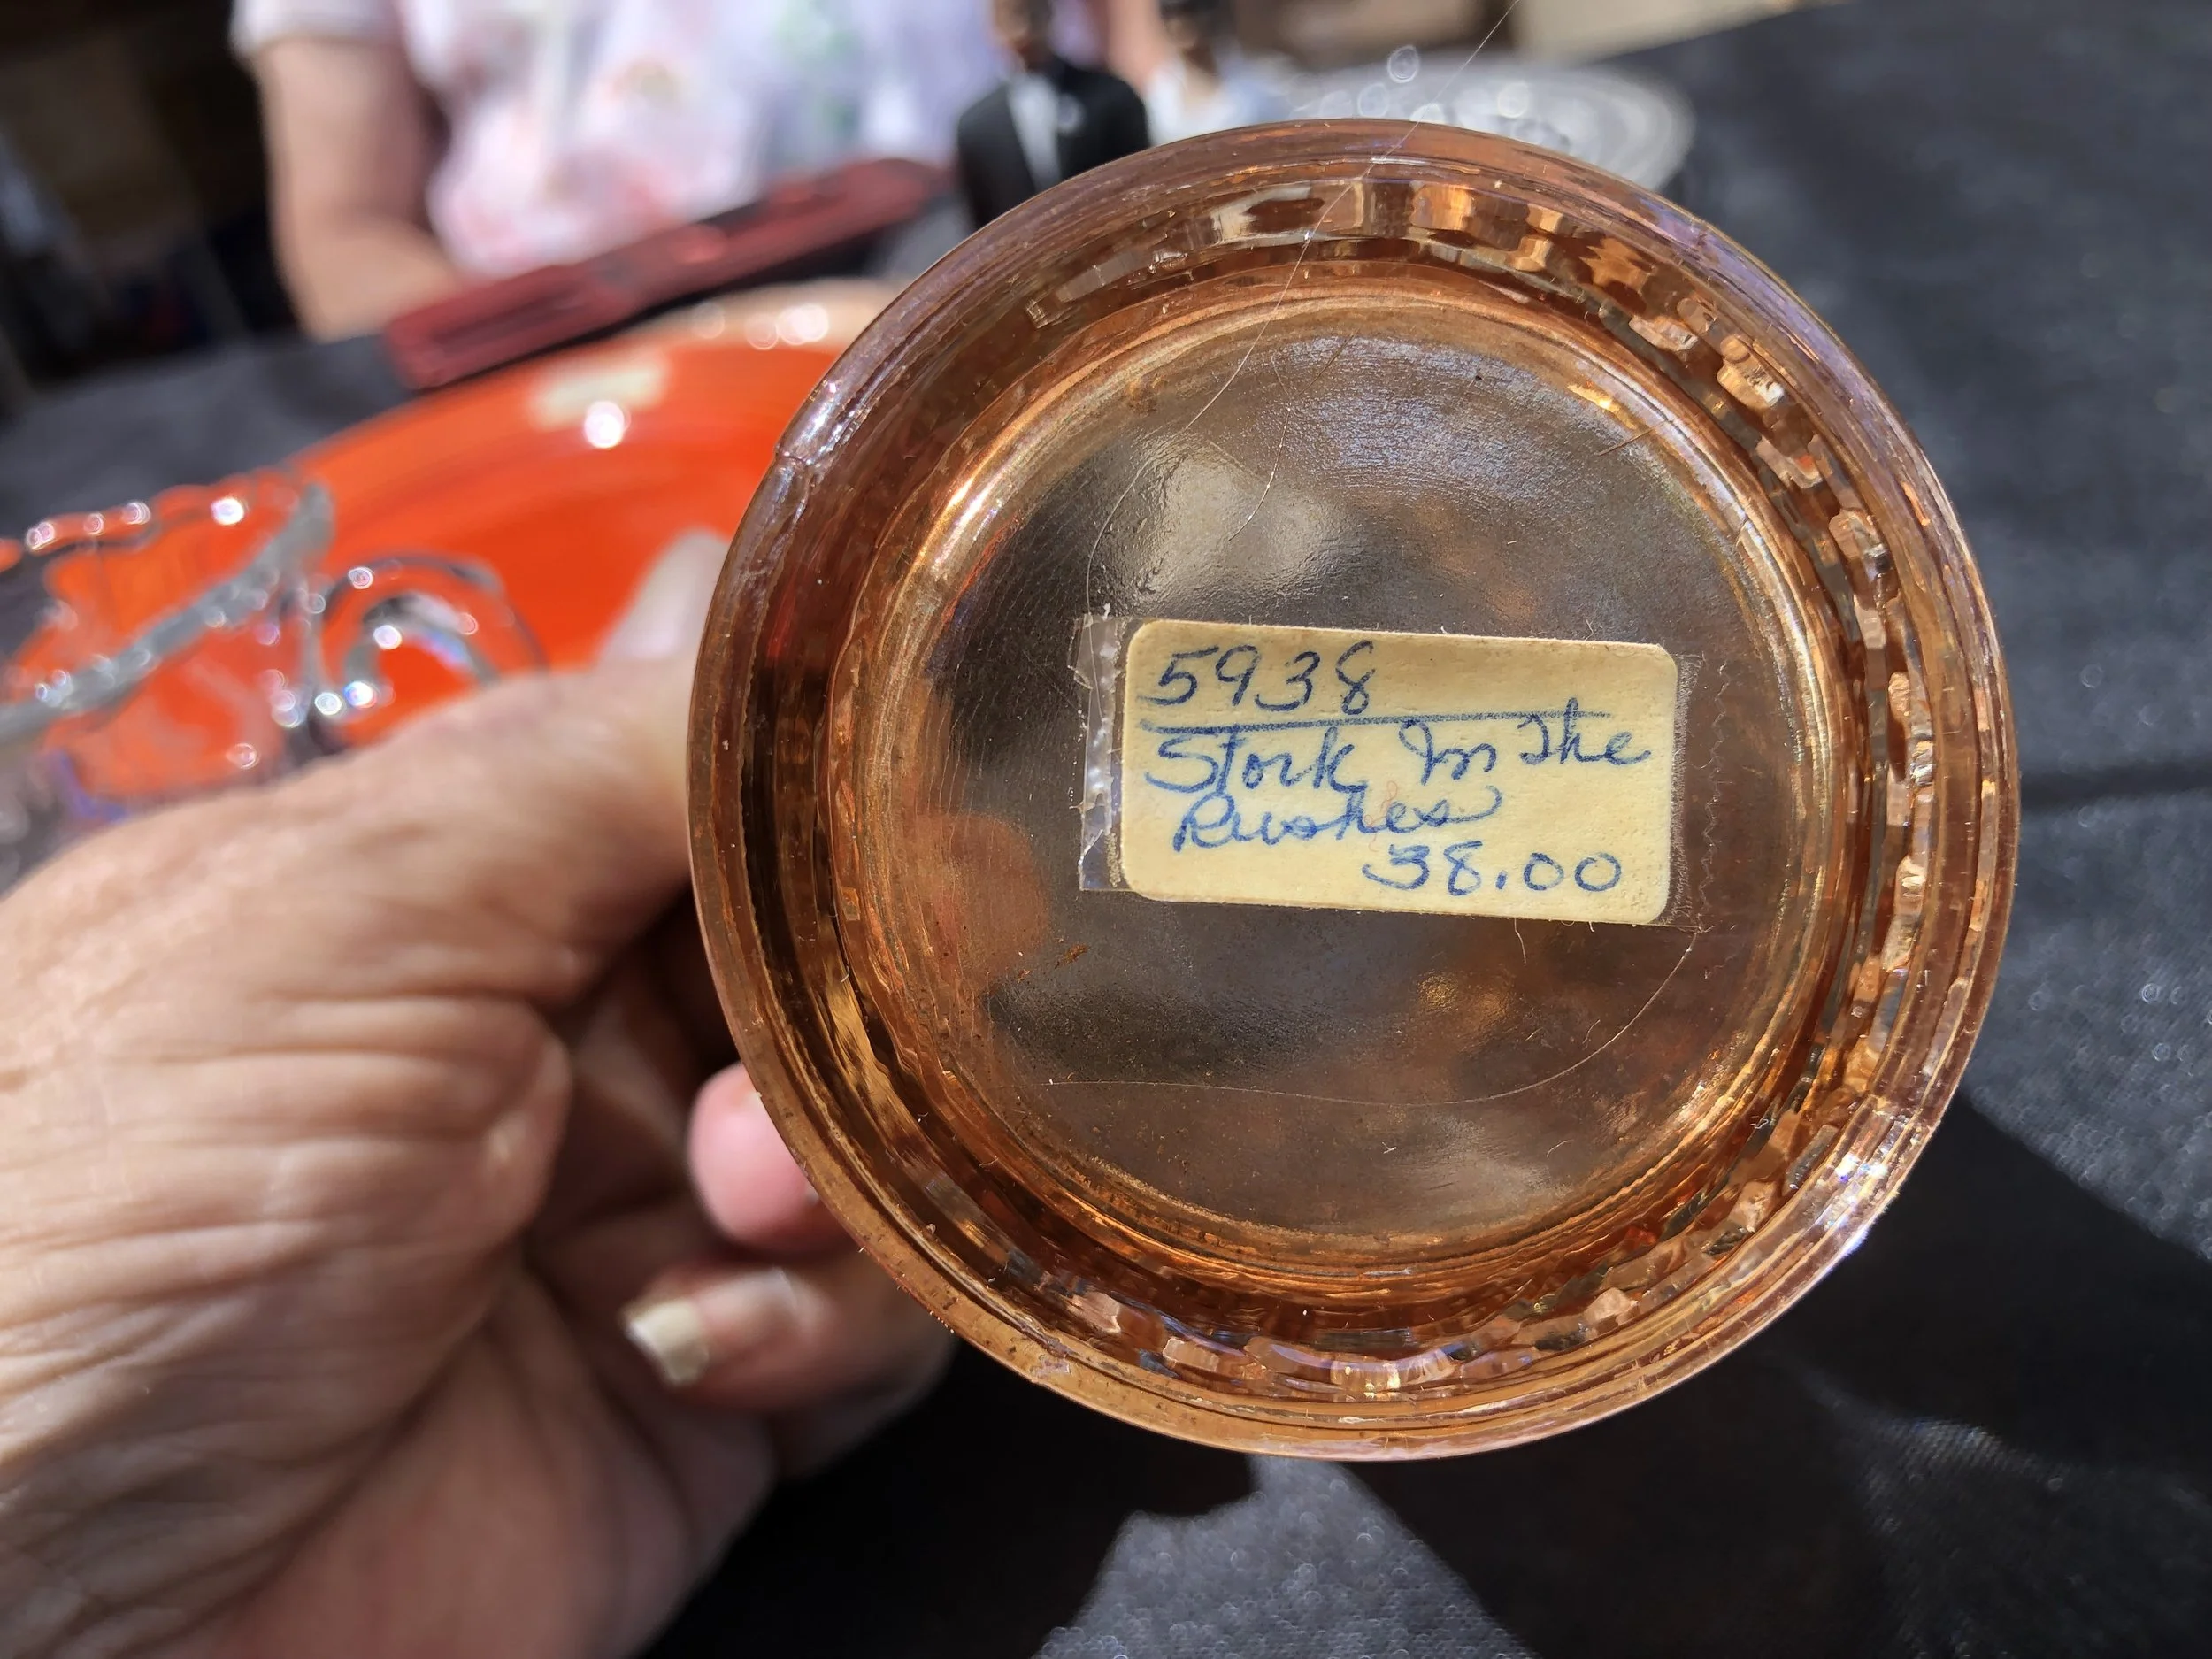 5938
Stork In The
Rushes
38.00